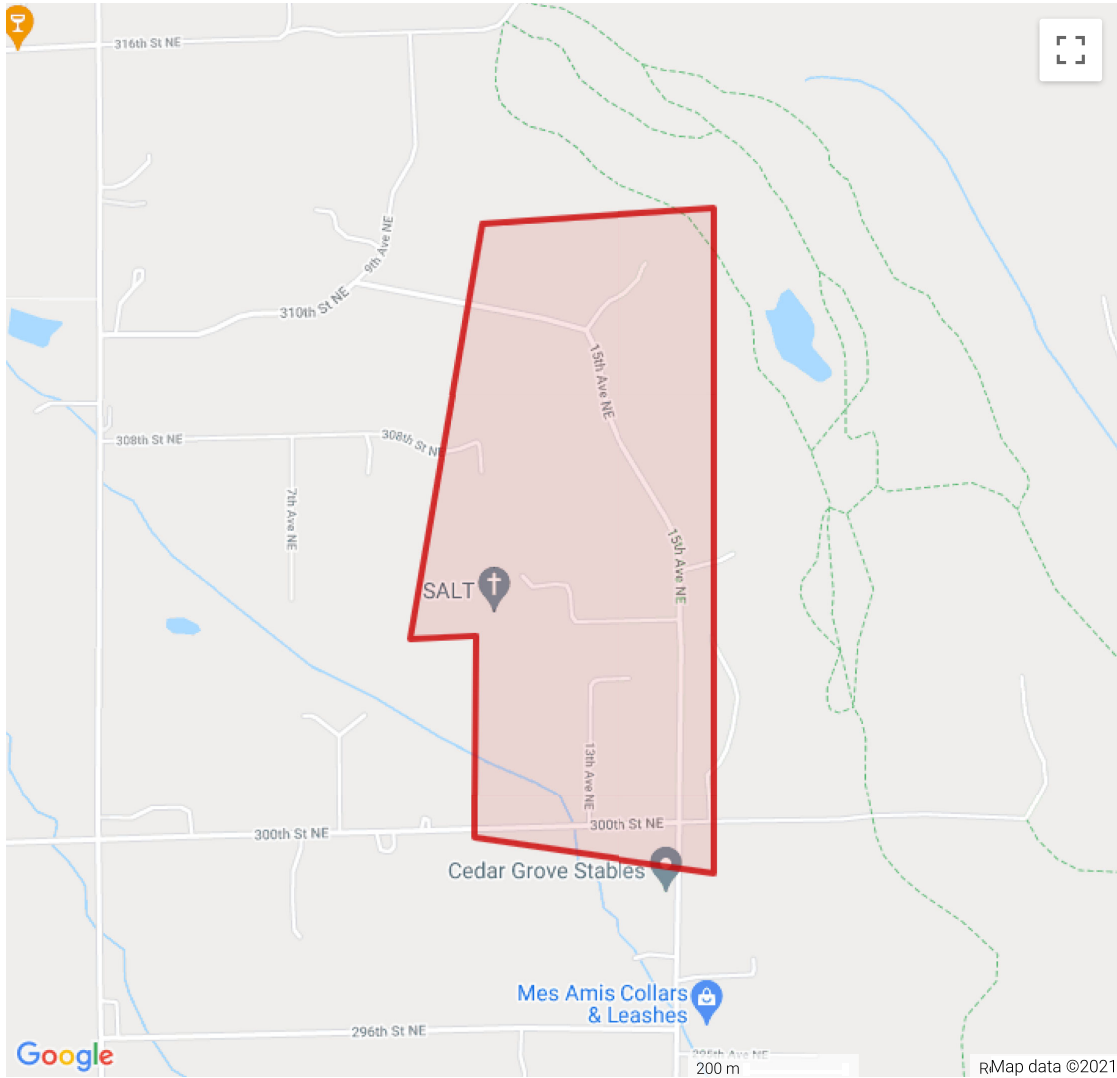 316th St NE
9th Ave NE
310th St NE
15th Ave NE
308th St NE
308th St NE
7th Ave NE
15th Ave NE
SALT
13th Ave NE
300th St NE
300th St NE
Cedar Grove Stables
Mes Amis Collars
& Leashes
296th St NE
Google
200 m
Map data ©2021